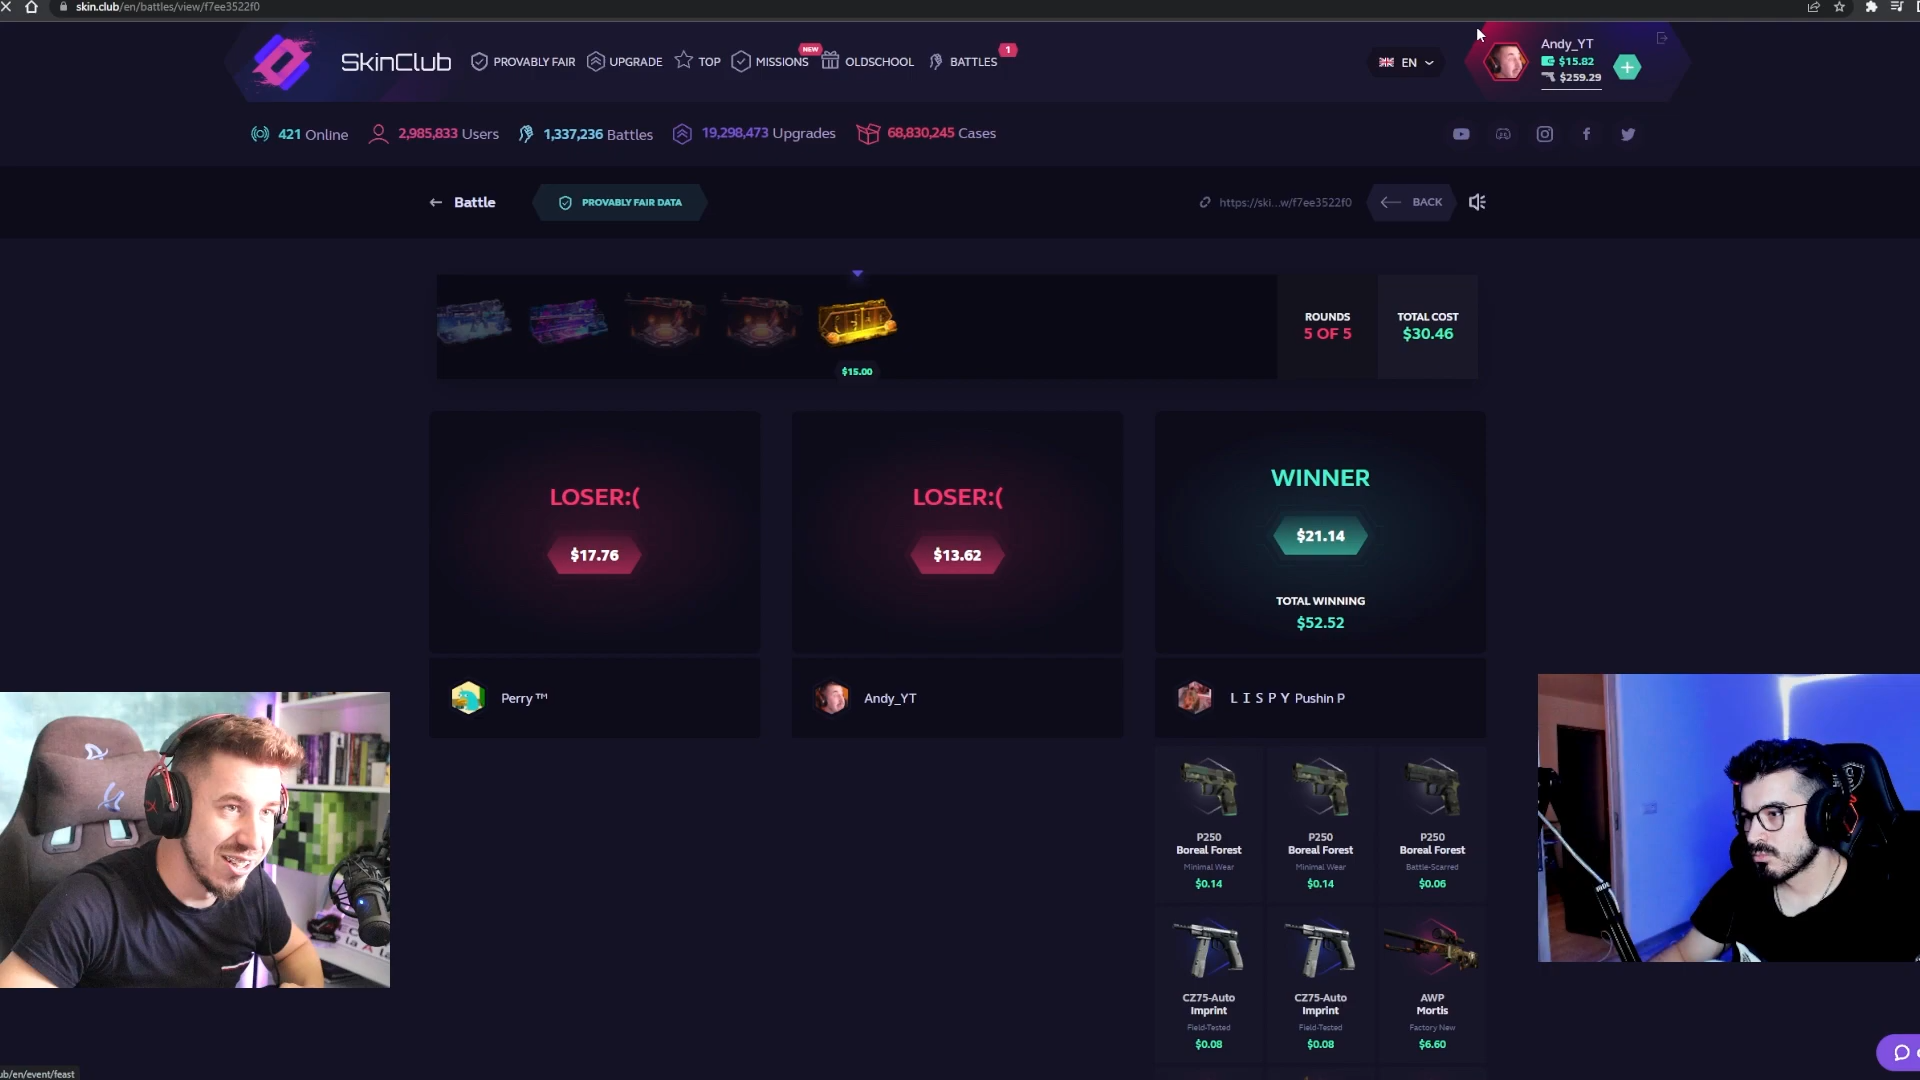 skin.club/en/battles/view/f7ee3522f0
SkinClub
PROVABLY FAIR
UPGRADE
TOP
MISSIONS
NEW
OLDSCHOOL
BATTLES
1
EN
Andy_YT
$15.82
$259.29
421 Online
2,985,833 Users
1,337,236 Battles
19,298,473 Upgrades
68,830,245 Cases
Battle
PROVABLY FAIR DATA
https://ski...w/f7ee3522f0
BACK
ROUNDS
5 OF 5
TOTAL COST
$30.46
$15.00
LOSER:(
$17.76
LOSER:(
$13.62
WINNER
$21.14
TOTAL WINNING
$52.52
Perry ™
Andy_YT
L I S P Y Pushin P
P250
Boreal Forest
Minimal Wear
$0.14
P250
Boreal Forest
Minimal Wear
$0.14
P250
Boreal Forest
Battle-Scarred
$0.06
CZ75-Auto
Imprint
Field-Tested
$0.08
CZ75-Auto
Imprint
Field-Tested
$0.08
AWP
Mortis
Factory New
$6.60
ub/en/event/feast